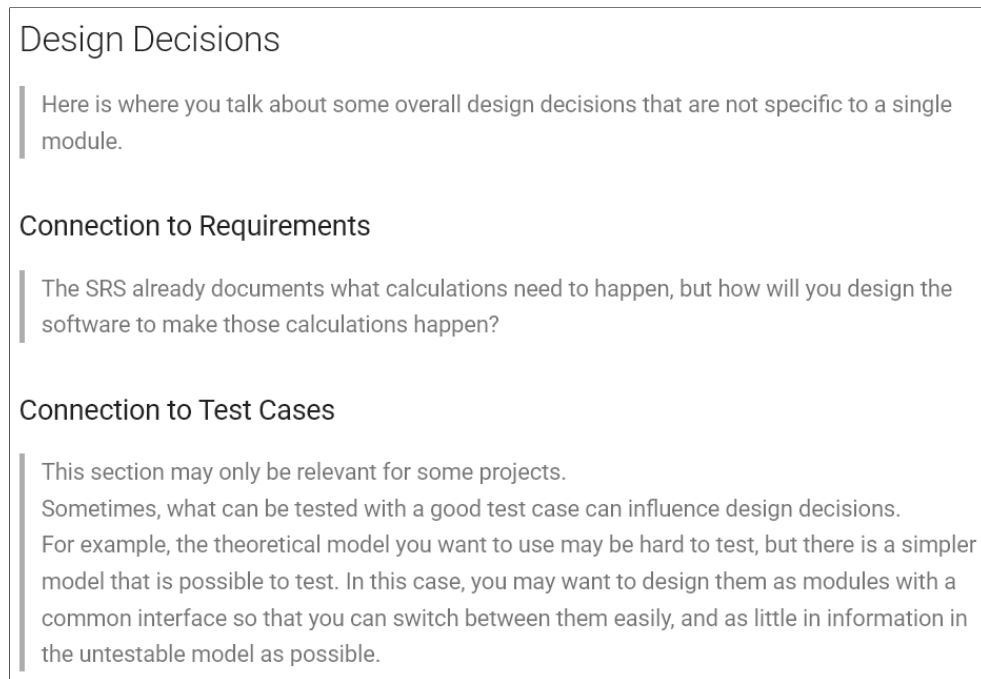 Design Decisions
Here is where you talk about some overall design decisions that are not specific to a single
module.
Connection to Requirements
The SRS already documents what calculations need to happen, but how will you design the
software to make those calculations happen?
Connection to Test Cases
This section may only be relevant for some projects.
Sometimes, what can be tested with a good test case can influence design decisions.
For example, the theoretical model you want to use may be hard to test, but there is a simpler
model that is possible to test. In this case, you may want to design them as modules with a
common interface so that you can switch between them easily, and as little in information in
the untestable model as possible.